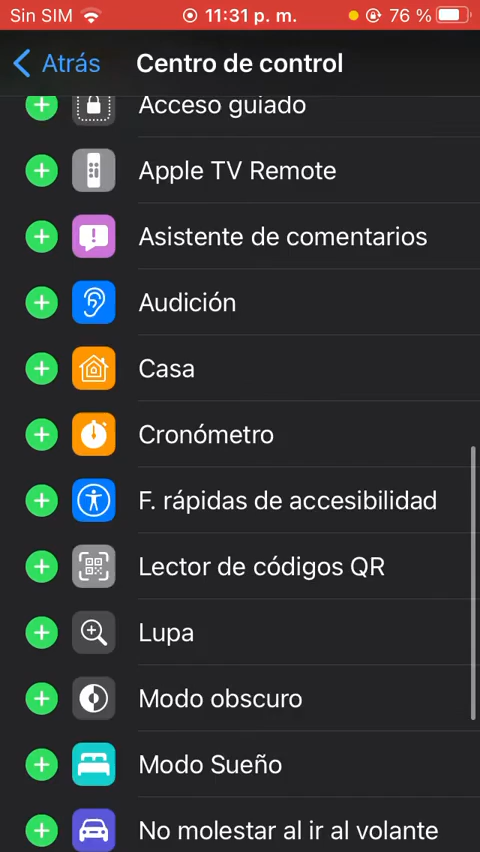 Sin SIM 11:31 p. m. 76 %
Atrás Centro de control
Acceso guiado
Apple TV Remote
Asistente de comentarios
Audición
Casa
Cronómetro
F. rápidas de accesibilidad
Lector de códigos QR
Lupa
Modo obscuro
Modo Sueño
No molestar al ir al volante